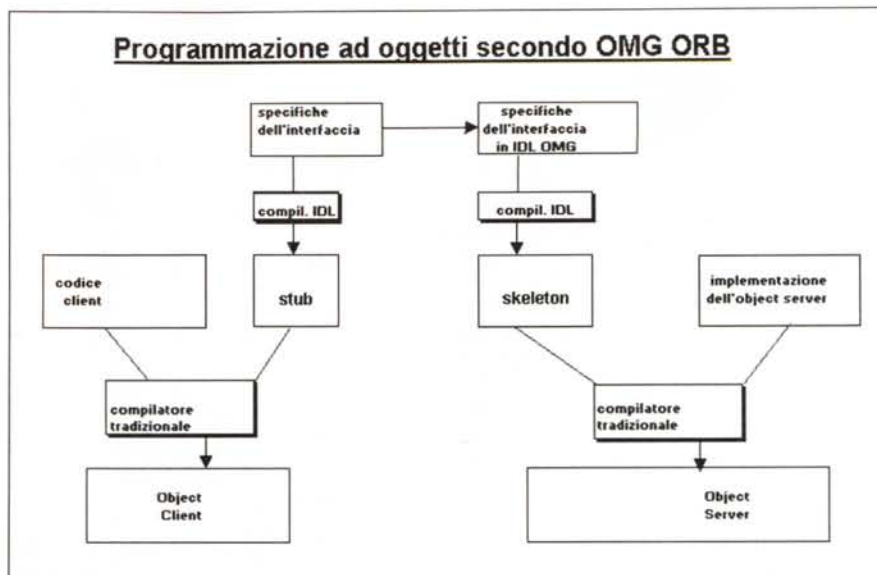 Programmazione ad oggetti secondo OMG ORB
specifiche
dell'interfaccia
specifiche
dell'interfaccia
in IDL OMG
compil. IDL
compil. IDL
codice
client
stub
skeleton
implementazione
dell'object server
compilatore
tradizionale
compilatore
tradizionale
Object
Client
Object
Server